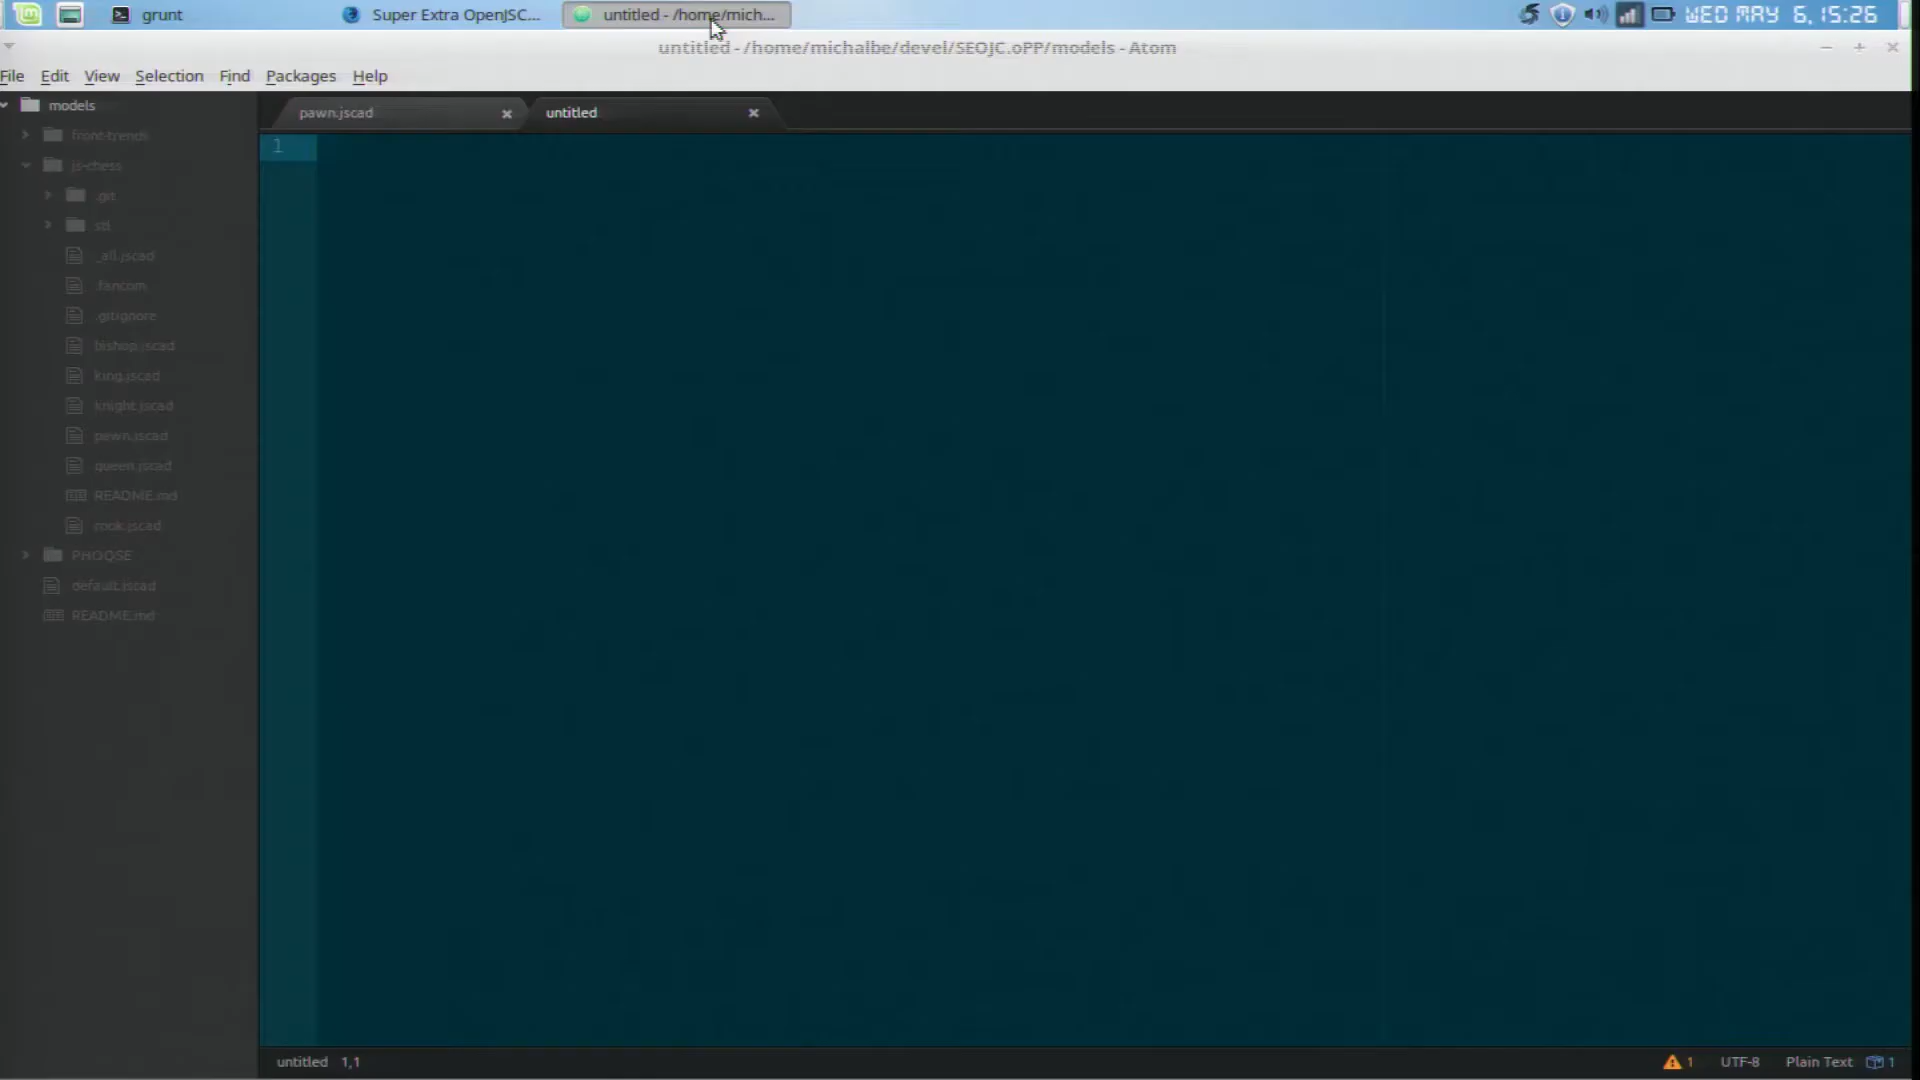 grunt
Super Extra OpenJSC...
untitled - /home/mich...
WED MAY 6, 15:26
untitled - /home/michalbe/devel/SEOJC.oPP/models - Atom
File Edit View Selection Find Packages Help
models
pawn.jscad
untitled
1
front-trends
js-chess
.git
stl
_all.jscad
.fancom
.gitignore
bishop.jscad
king.jscad
knight.jscad
pawn.jscad
queen.jscad
README.md
rook.jscad
PHOQSE
default.jscad
README.md
untitled 1,1
1 UTF-8 Plain Text 1